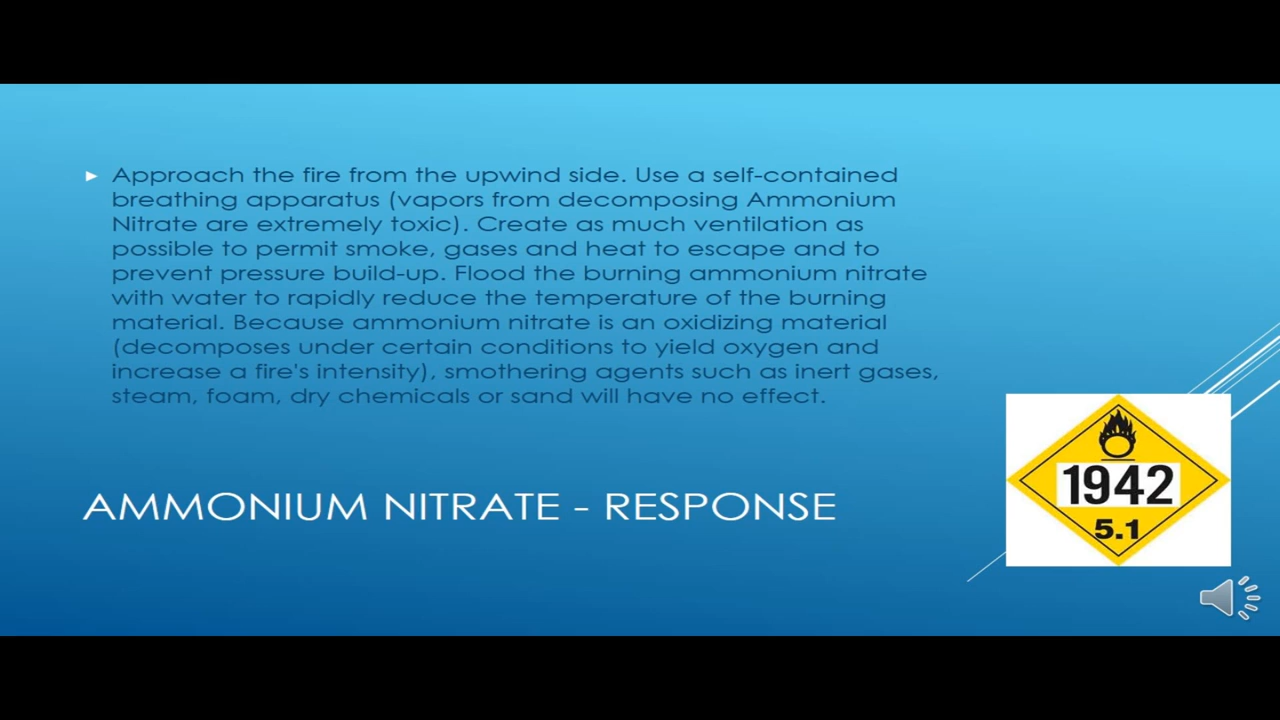 Approach the fire from the upwind side. Use a self-contained
breathing apparatus (vapors from decomposing Ammonium
Nitrate are extremely toxic). Create as much ventilation as
possible to permit smoke, gases and heat to escape and to
prevent pressure build-up. Flood the burning ammonium nitrate
with water to rapidly reduce the temperature of the burning
material. Because ammonium nitrate is an oxidizing material
(decomposes under certain conditions to yield oxygen and
increase a fire's intensity), smothering agents such as inert gases,
steam, foam, dry chemicals or sand will have no effect.
AMMONIUM NITRATE - RESPONSE
1942
5.1